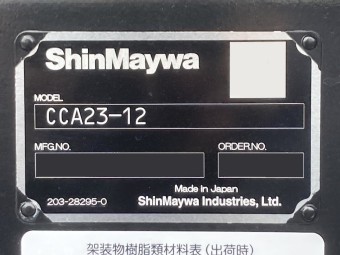 ShinMaywa
MODEL
CCA23-12
MFG.NO. ORDER.NO.
Made in Japan
203-28295-0 ShinMaywa Industries, Ltd.
架装物樹脂類材料表(出荷時)